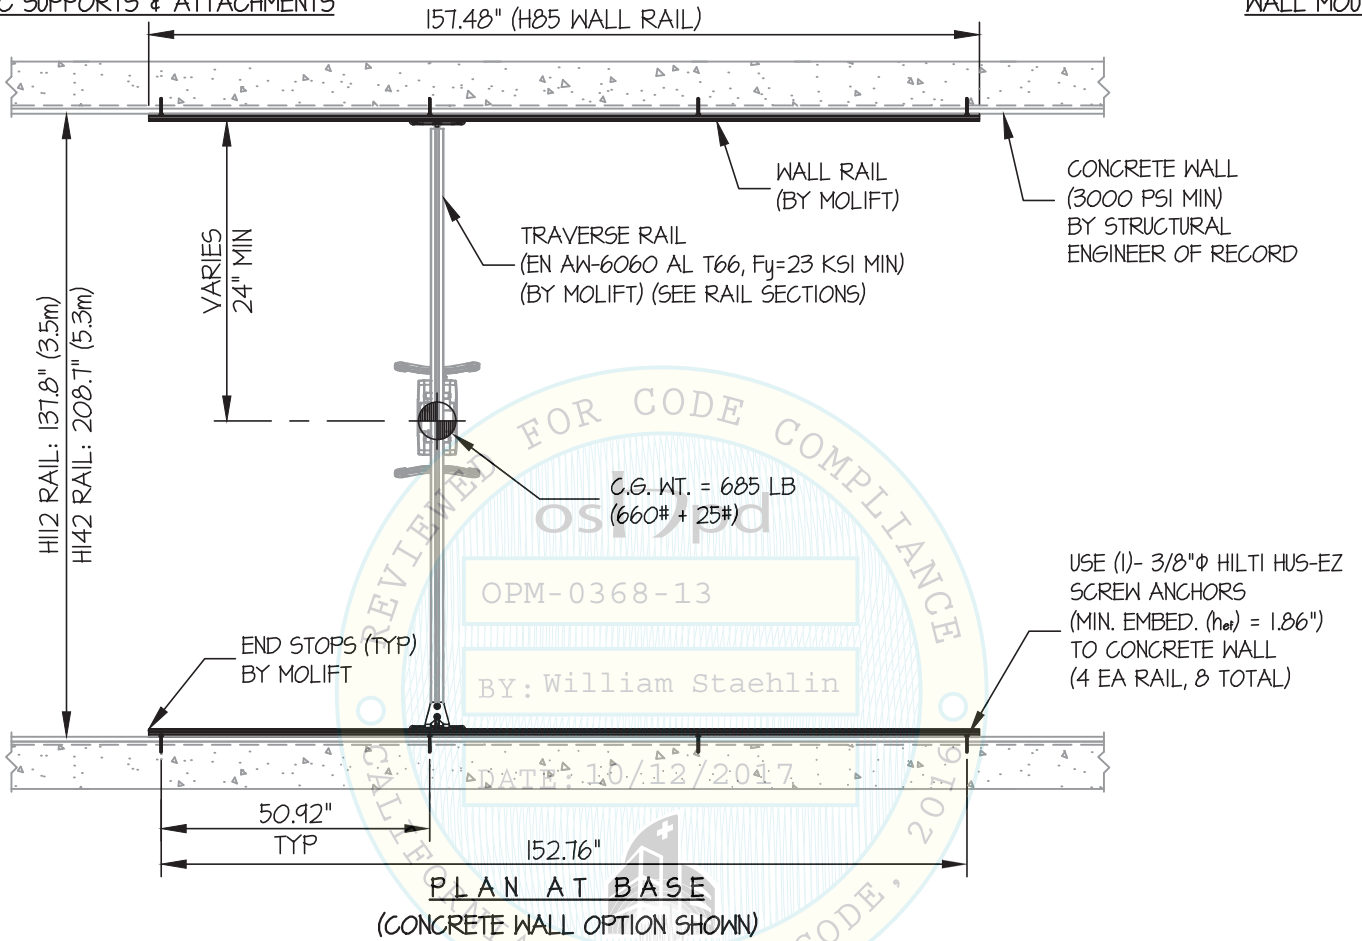 C SUPPORTS & ATTACHMENTS
WALL MOU
157.48" (H85 WALL RAIL)
WALL RAIL
(BY MOLIFT)
CONCRETE WALL
(3000 PSI MIN)
BY STRUCTURAL
ENGINEER OF RECORD
TRAVERSE RAIL
(EN AW-6060 AL T66, Fy=23 KSI MIN)
(BY MOLIFT) (SEE RAIL SECTIONS)
VARIES
24" MIN
H112 RAIL: 137.8" (3.5m)
H142 RAIL: 208.7" (5.3m)
C.G. WT. = 685 LB
(660# + 25#)
REVIEWED FOR CODE COMPLIANCE
oshpd
OPM-0368-13
BY: William Staehlin
DATE: 10/12/2017
CALIFORNIA
CODE, 2016
USE (1)- 3/8"Φ HILTI HUS-EZ
SCREW ANCHORS
(MIN. EMBED. (hef) = 1.86")
TO CONCRETE WALL
(4 EA RAIL, 8 TOTAL)
END STOPS (TYP)
BY MOLIFT
50.92"
TYP
152.76"
PLAN AT BASE
(CONCRETE WALL OPTION SHOWN)